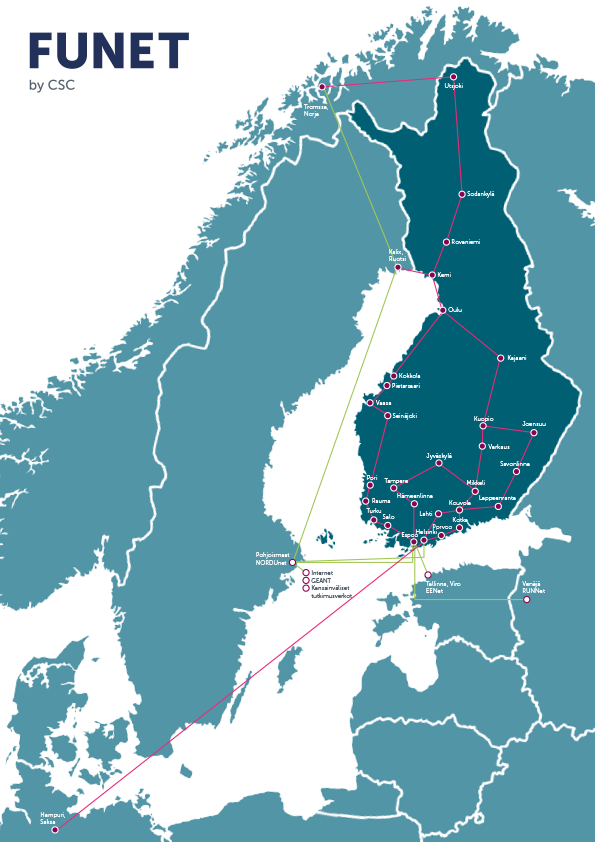 FUNET
by CSC
Utsjoki
Tromssa,
Norja
Sodankylä
Rovaniemi
Kalix,
Ruotsi
Kemi
Oulu
Kajaani
Kokkola
Pietarsaari
Vaasa
Seinäjoki
Kuopio
Joensuu
Varkaus
Jyväskylä
Savonlinna
Pori
Tampere
Mikkeli
Hämeenlinna
Lappeenranta
Rauma
Kouvola
Turku
Salo
Lahti
Kotka
Porvoo
Helsinki
Espoo
Pohjoismaat
NORDUnet
Internet
GEANT
Kansainväliset
tutkimusverkot
Tallinna, Viro
EENet
Venäjä
RUNNet
Hampuri,
Saksa